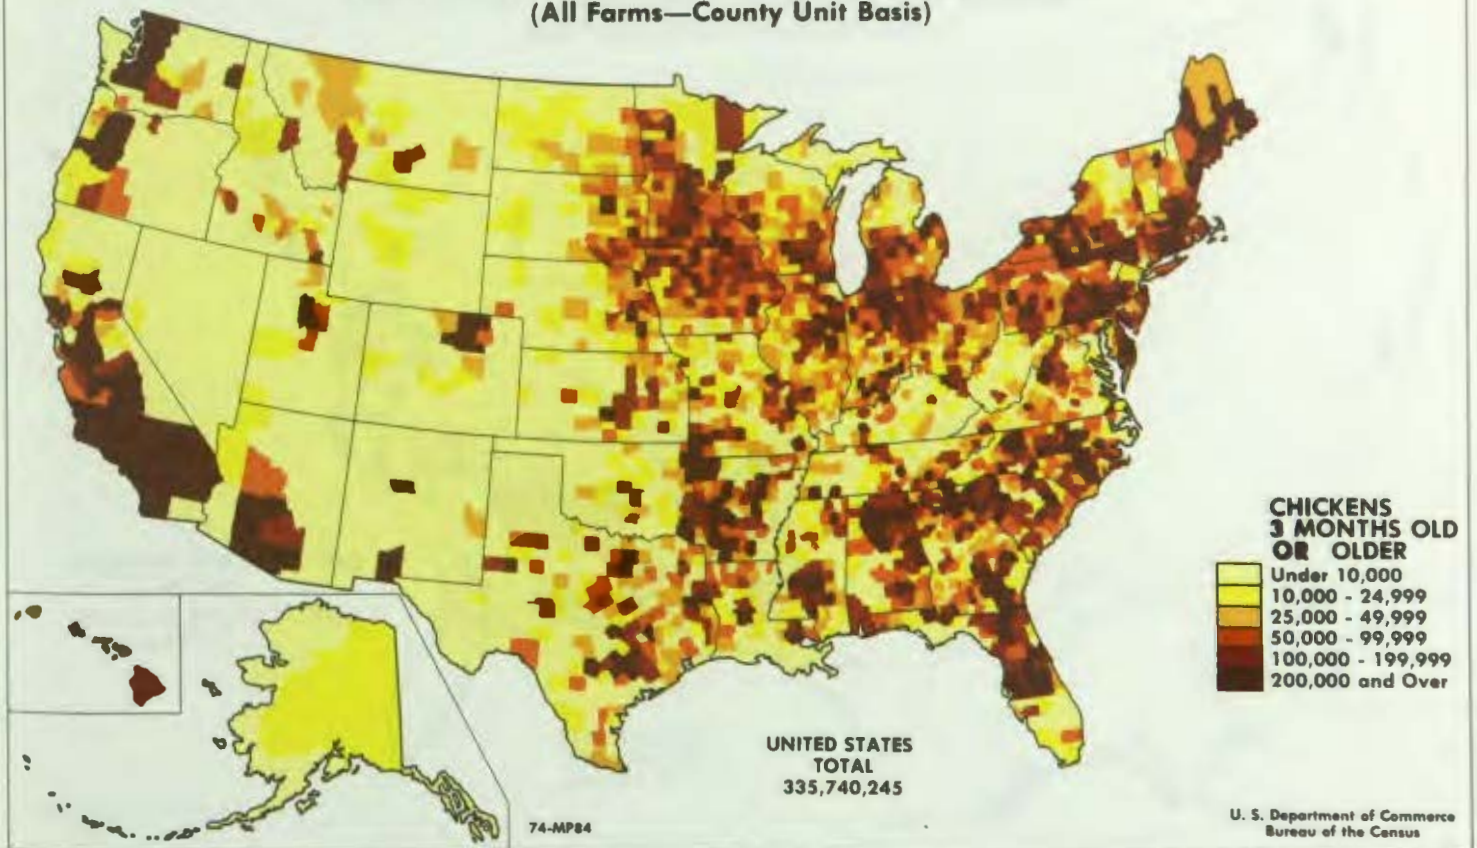 (All Farms—County Unit Basis)
CHICKENS
3 MONTHS OLD
OR OLDER
Under 10,000
10,000 - 24,999
25,000 - 49,999
50,000 - 99,999
100,000 - 199,999
200,000 and Over
UNITED STATES
TOTAL
335,740,245
74-MP84
U. S. Department of Commerce
Bureau of the Census